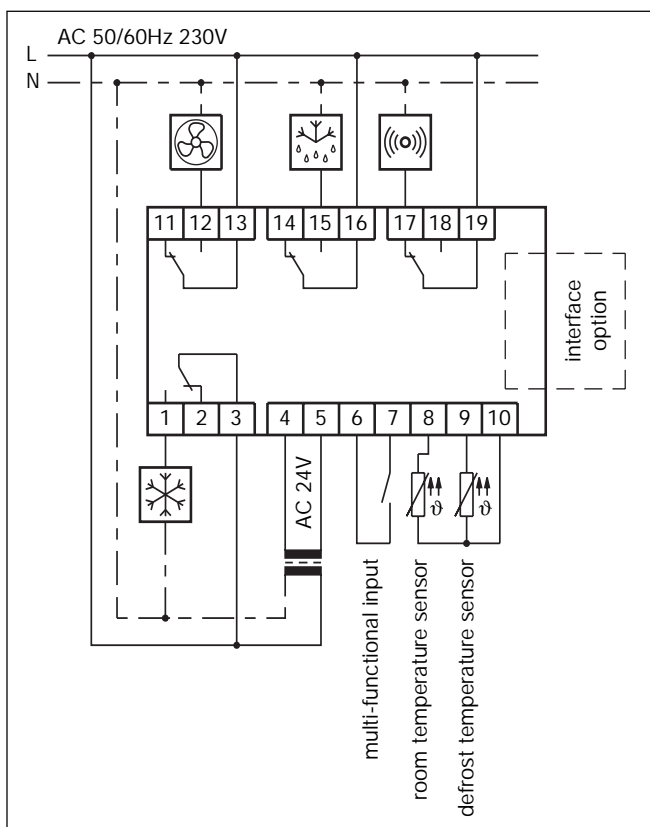 AC 50/60Hz 230V
L
N
11 12 13 14 15 16 17 18 19
interface
option
1 2 3 4 5 6 7 8 9 10
AC 24V
ϑ ϑ
multi-functional input
room temperature sensor
defrost temperature sensor